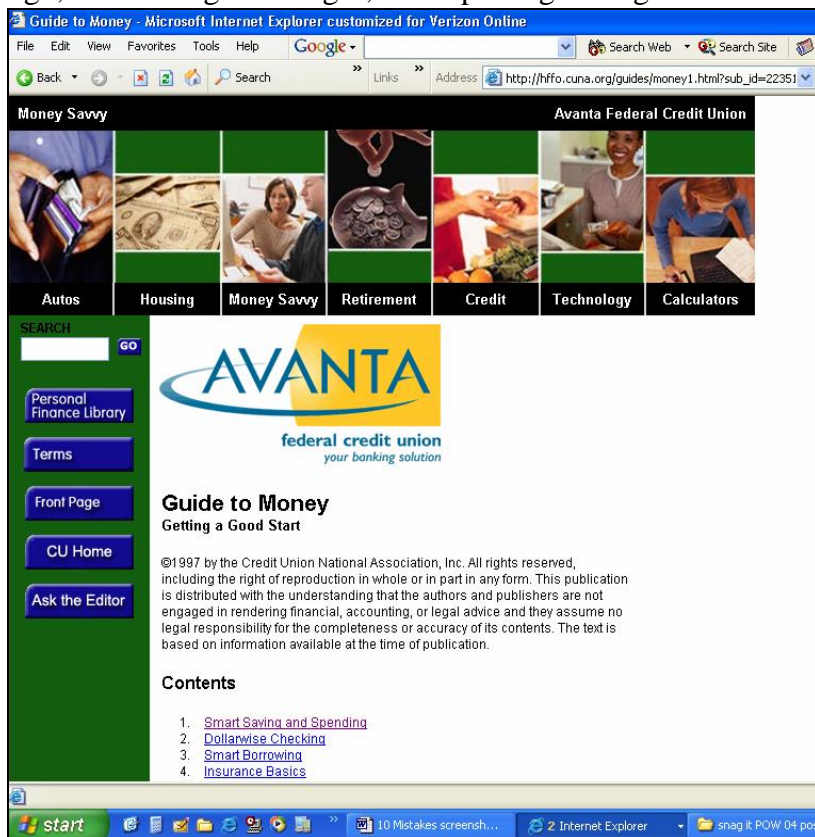 Guide to Money - Microsoft Internet Explorer customized for Verizon Online
File Edit View Favorites Tools Help Google Search Web Search Site
Back Search » Links » Address http://hffo.cuna.org/guides/money1.html?sub_id=22351
Money Savvy Avanta Federal Credit Union
Autos Housing Money Savvy Retirement Credit Technology Calculators
SEARCH
GO
AVANTA
federal credit union
your banking solution
Personal
Finance Library
Terms
Front Page
CU Home
Ask the Editor
Guide to Money
Getting a Good Start
©1997 by the Credit Union National Association, Inc. All rights reserved,
including the right of reproduction in whole or in part in any form. This publication
is distributed with the understanding that the authors and publishers are not
engaged in rendering financial, accounting, or legal advice and they assume no
legal responsibility for the completeness or accuracy of its contents. The text is
based on information available at the time of publication.
Contents
1. Smart Saving and Spending
2. Dollarwise Checking
3. Smart Borrowing
4. Insurance Basics
start » 10 Mistakes screensh... 2 Internet Explorer snag it POW 04 pos